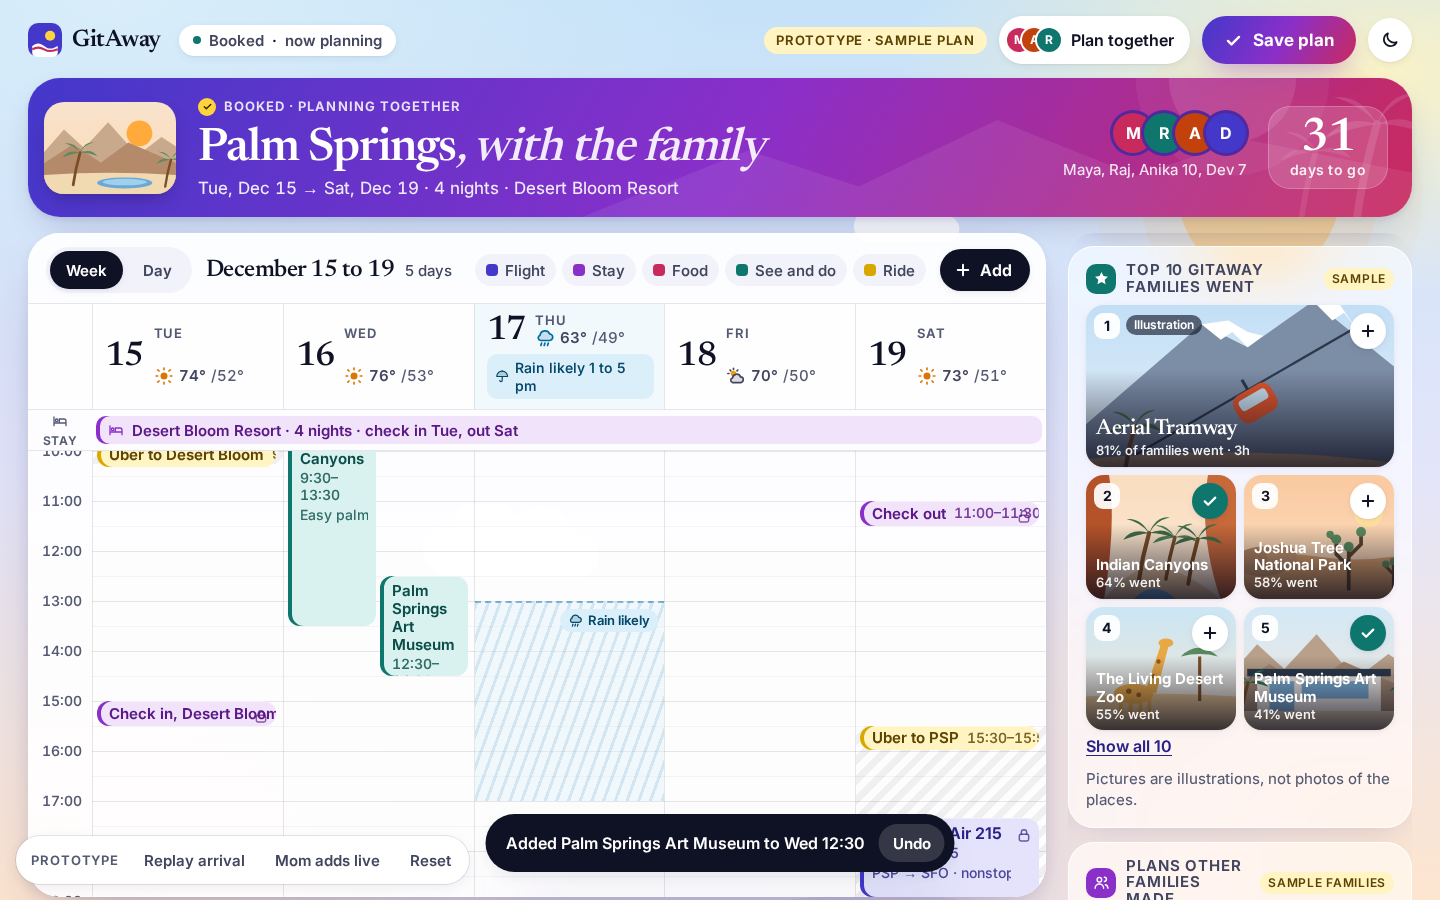 GitAway
Booked · now planning
PROTOTYPE · SAMPLE PLAN
M A R Plan together
Save plan
BOOKED · PLANNING TOGETHER
Palm Springs, with the family
Tue, Dec 15 → Sat, Dec 19 · 4 nights · Desert Bloom Resort
M R A D
Maya, Raj, Anika 10, Dev 7
31
days to go
Week Day
December 15 to 19 5 days
Flight Stay Food See and do Ride
+ Add
15 TUE
74° /52°
16 WED
76° /53°
17 THU
63° /49°
Rain likely 1 to 5
pm
18 FRI
70° /50°
19 SAT
73° /51°
STAY
Desert Bloom Resort · 4 nights · check in Tue, out Sat
10:00
11:00
12:00
13:00
14:00
15:00
16:00
17:00
Uber to Desert Bloom
Check in, Desert Bloom
Canyons
9:30–
13:30
Easy palm
Palm
Springs
Art
Museum
12:30–
Rain likely
Check out 11:00–11:30
Uber to PSP 15:30–15:
Air 215
PSP → SFO · nonstop
PROTOTYPE Replay arrival Mom adds live Reset
Added Palm Springs Art Museum to Wed 12:30 Undo
TOP 10 GITAWAY
FAMILIES WENT
SAMPLE
1 Illustration
Aerial Tramway
81% of families went · 3h
2
Indian Canyons
64% went
3
Joshua Tree
National Park
58% went
4
The Living Desert
Zoo
55% went
5
Palm Springs Art
Museum
41% went
Show all 10
Pictures are illustrations, not photos of the
places.
PLANS OTHER
FAMILIES
MADE
SAMPLE FAMILIES